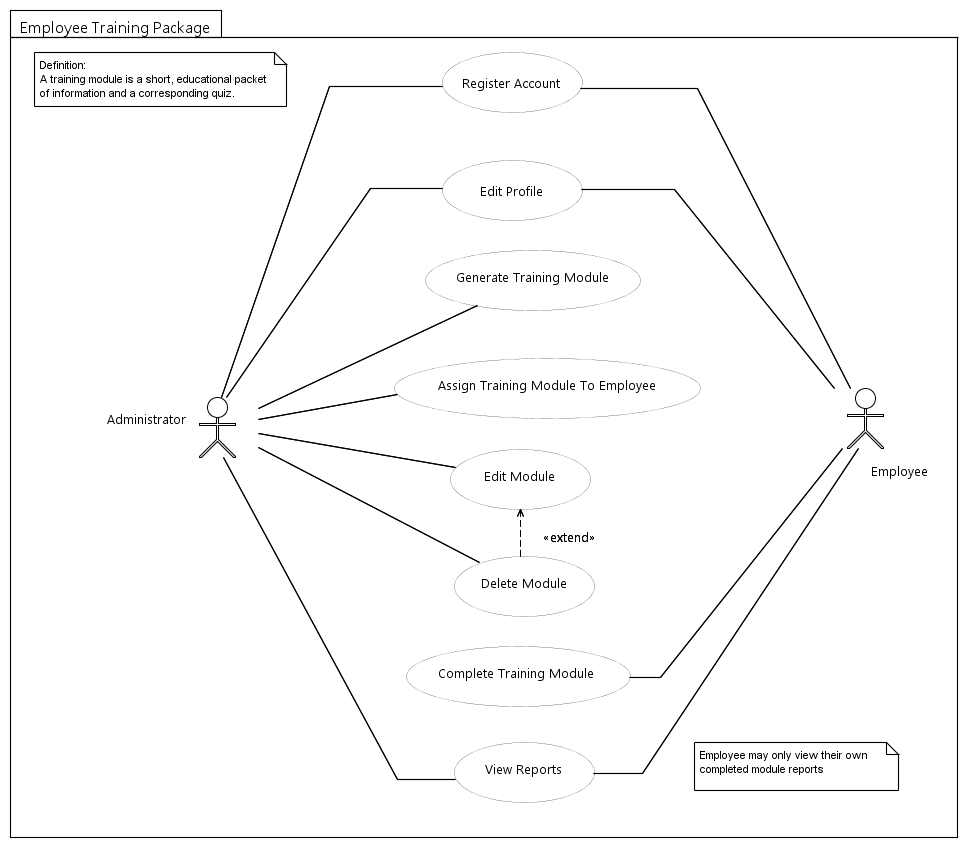 Employee Training Package
Definition:
A training module is a short, educational packet
of information and a corresponding quiz.
Register Account
Edit Profile
Generate Training Module
Assign Training Module To Employee
Administrator
Employee
Edit Module
«extend»
Delete Module
Complete Training Module
View Reports
Employee may only view their own
completed module reports